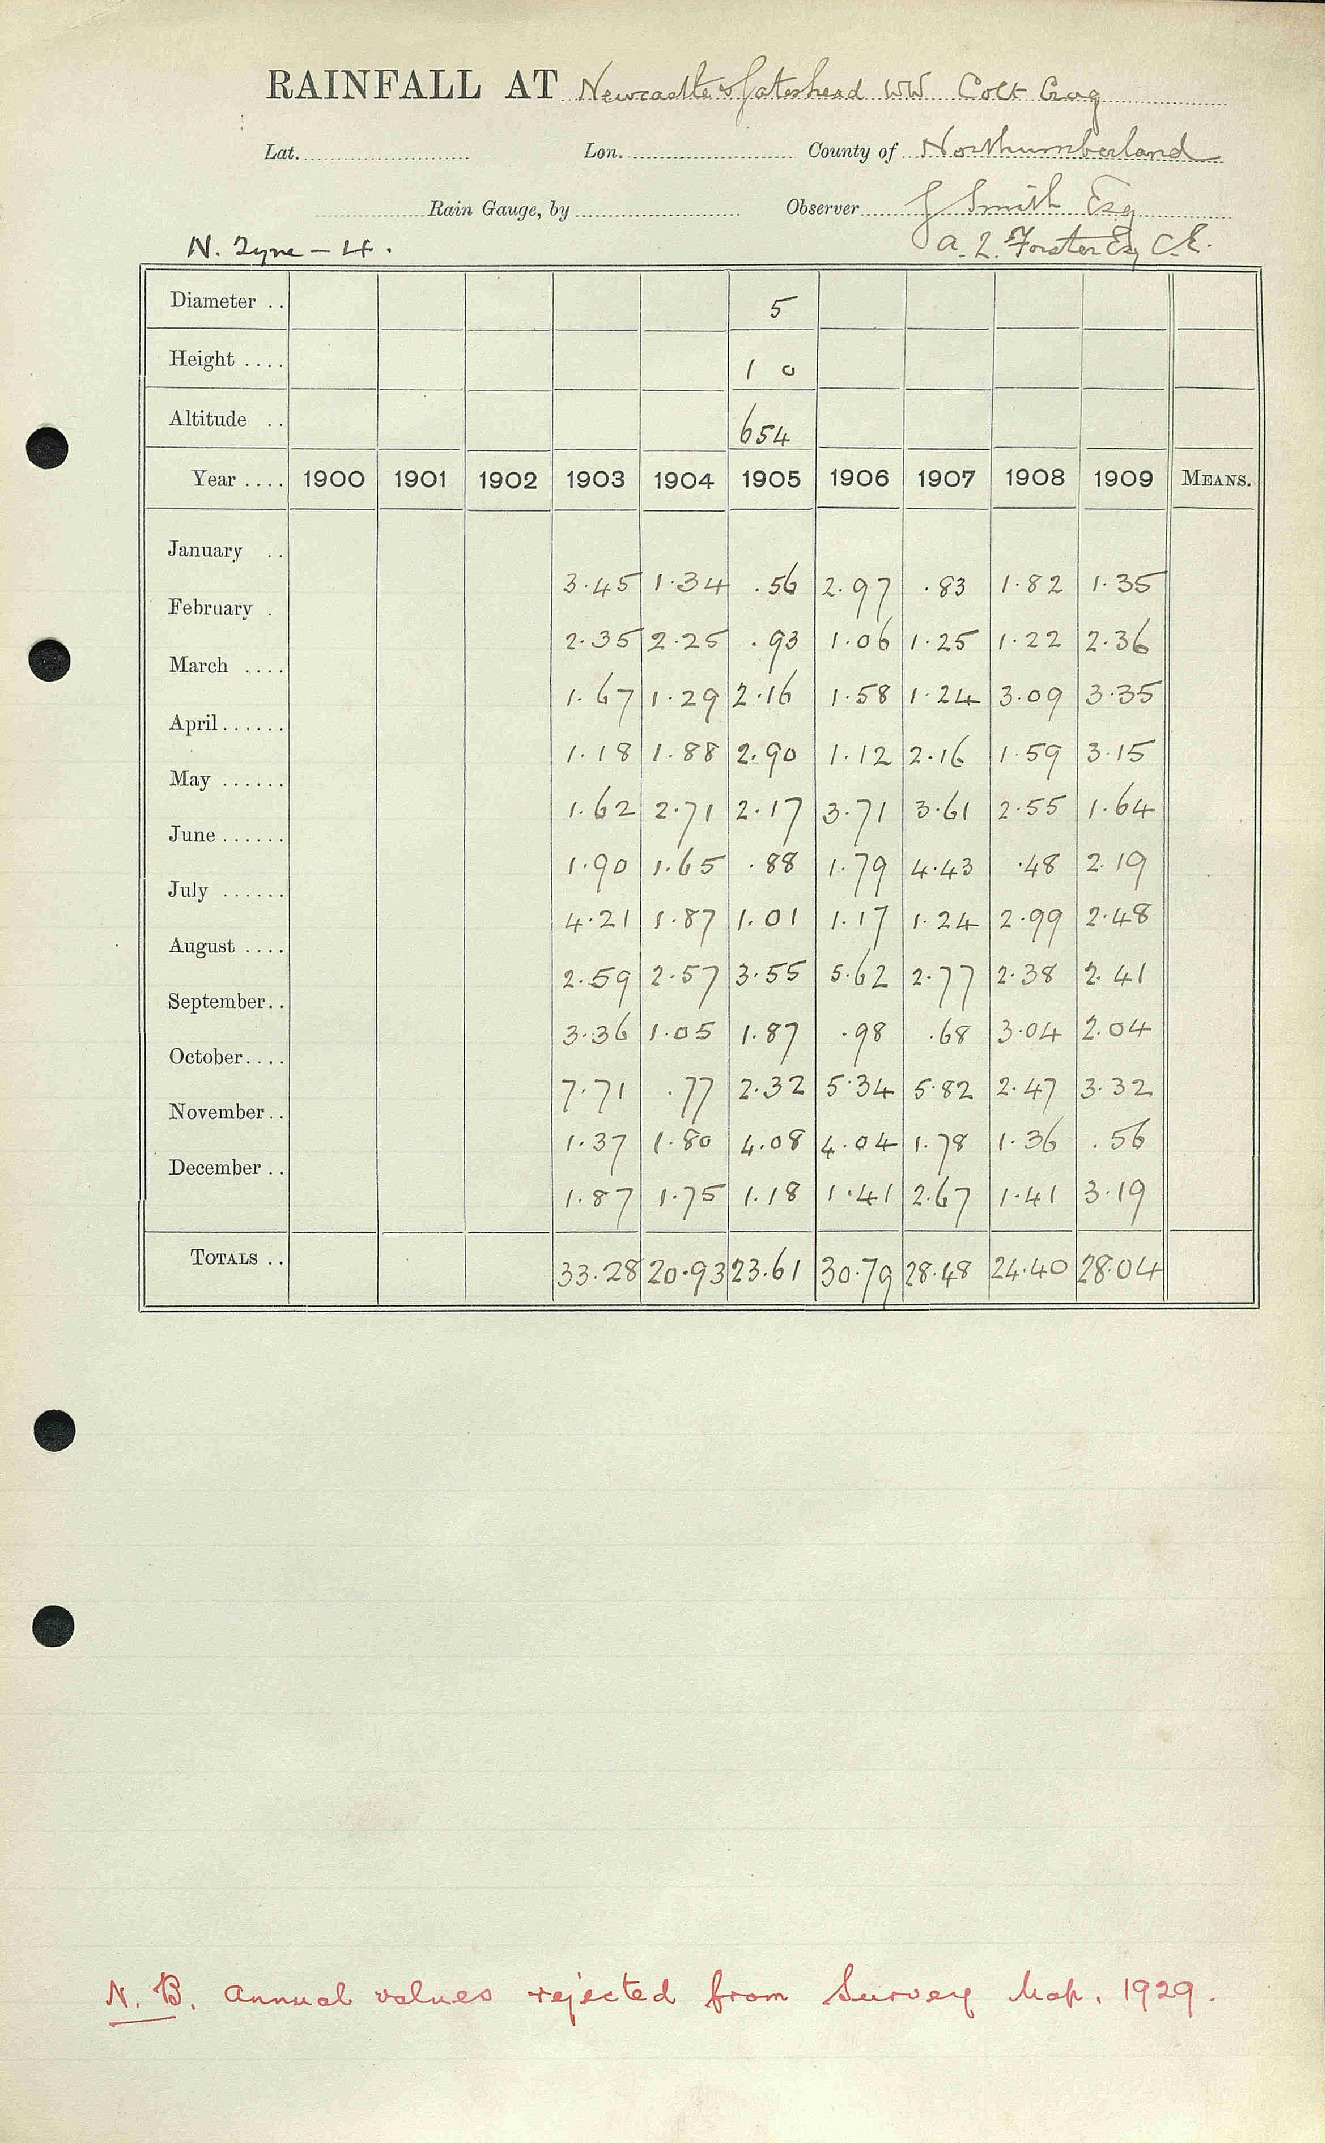 RAINFALL AT Newcastle & Gateshead WW Colt Crag
Lat. Lon. County of Northumberland
Rain Gauge, by Observer J Smith Esq
N. Tyne - 4. A. L. Forster Esq C.E.
Diameter .. 5
Height .... 1 0
Altitude .. 654
Year .... 1900 1901 1902 1903 1904 1905 1906 1907 1908 1909 MEANS.
January .. 3.45 1.34 .56 2.97 .83 1.82 1.35
February . 2.35 2.25 .93 1.06 1.25 1.22 2.36
March .... 1.67 1.29 2.16 1.58 1.24 3.09 3.35
April ...... 1.18 1.88 2.90 1.12 2.16 1.59 3.15
May ...... 1.62 2.71 2.17 3.71 3.61 2.55 1.64
June ...... 1.90 1.65 .88 1.79 4.43 .48 2.19
July ...... 4.21 1.87 1.01 1.17 1.24 2.99 2.48
August .... 2.59 2.57 3.55 5.62 2.77 2.38 2.41
September.. 3.36 1.05 1.87 .98 .68 3.04 2.04
October.... 7.71 .77 2.32 5.34 5.82 2.47 3.32
November.. 1.37 1.80 4.08 4.04 1.78 1.36 .56
December .. 1.87 1.75 1.18 1.41 2.67 1.41 3.19
TOTALS .. 33.28 20.93 23.61 30.79 28.48 24.40 28.04
N.B. Annual values rejected from Survey Map, 1929.